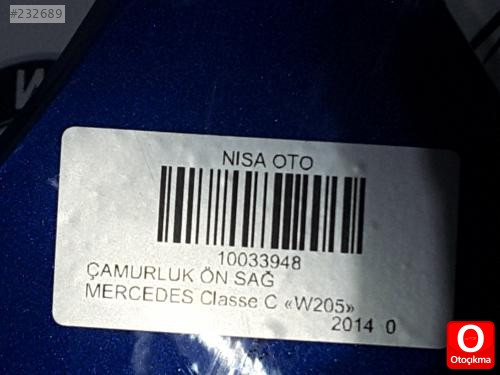 #232689
NISA OTO
10033948
ÇAMURLUK ÖN SAĞ
MERCEDES Classe C «W205»
2014 0
Otoçıkma